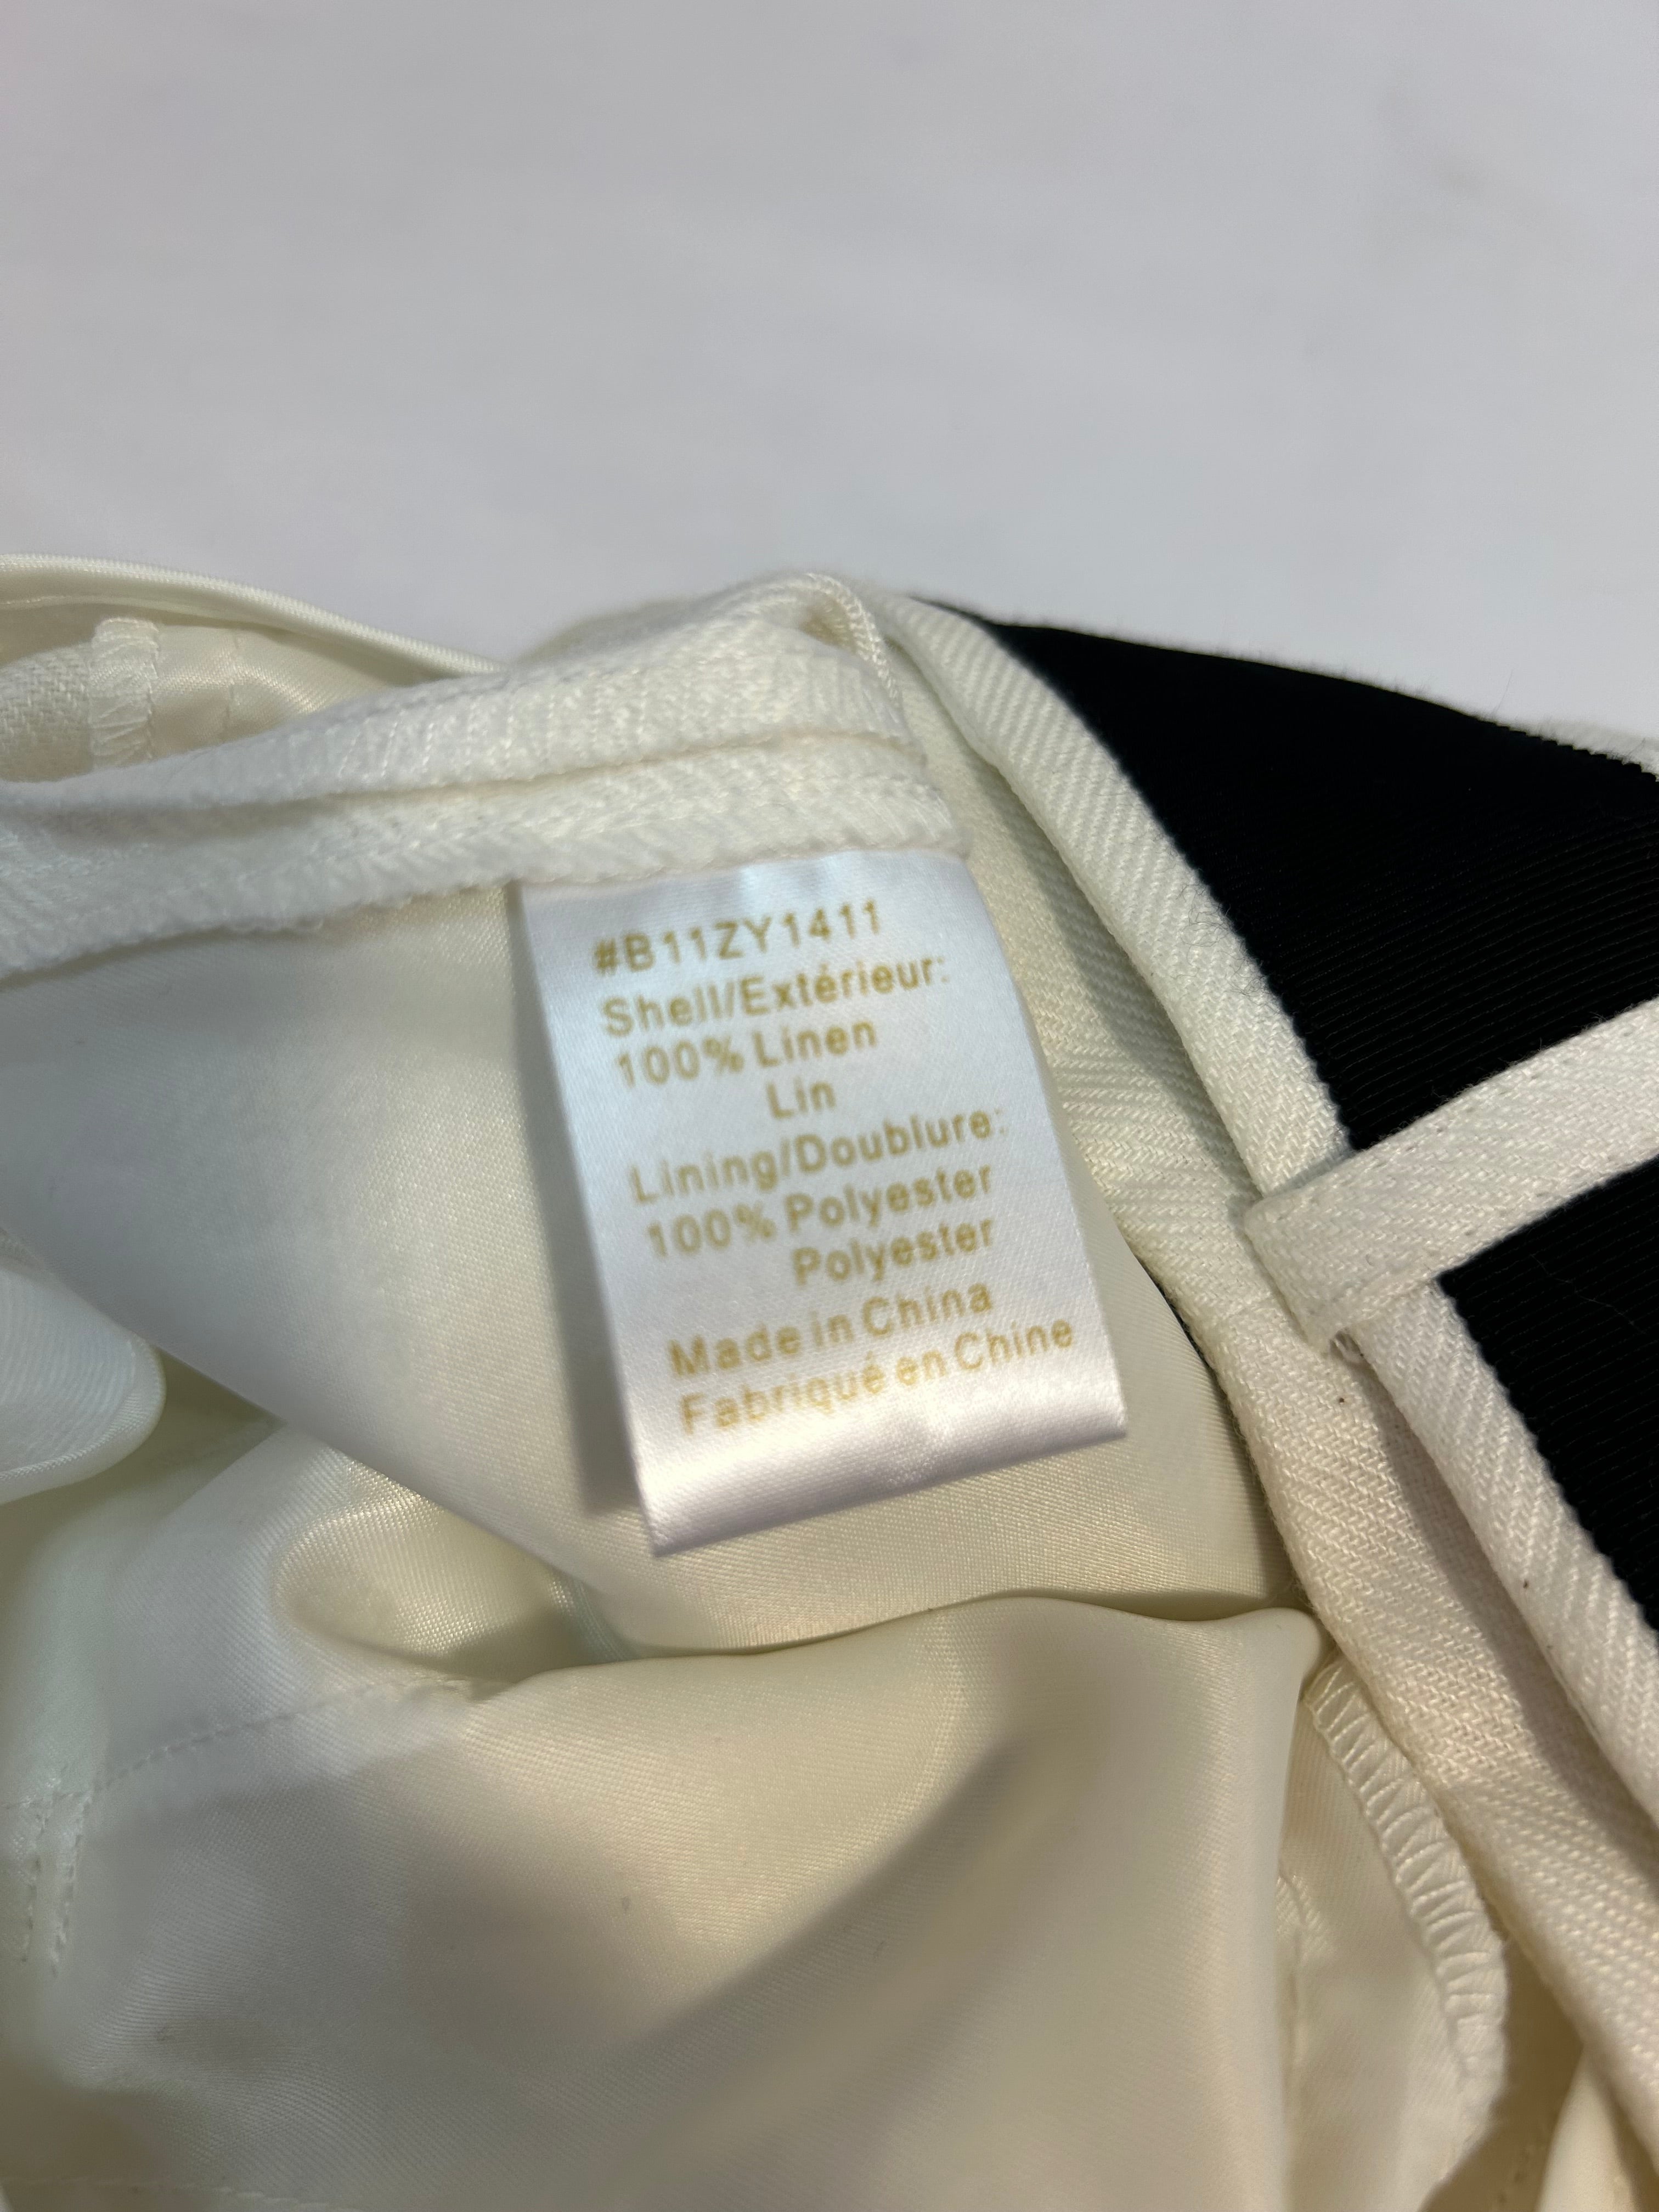 #B11ZY1411
Shell/Extérieur:
100% Linen
Lin
Lining/Doublure:
100% Polyester
Polyester
Made in China
Fabriqué en Chine